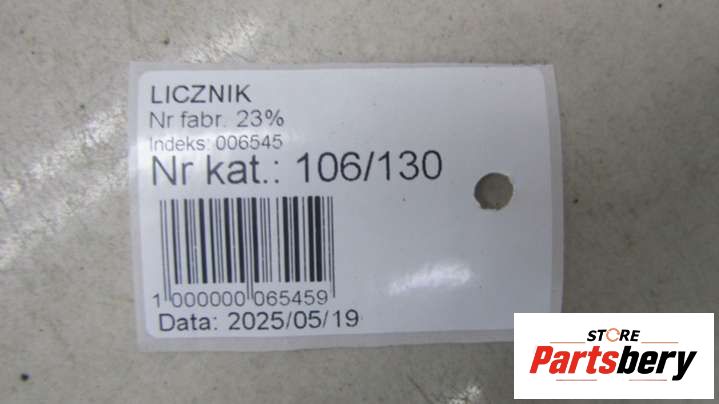 LICZNIK
Nr fabr. 23%
Indeks: 006545
Nr kat.: 106/130
1 000000 065459
Data: 2025/05/19
STORE
Partsbery